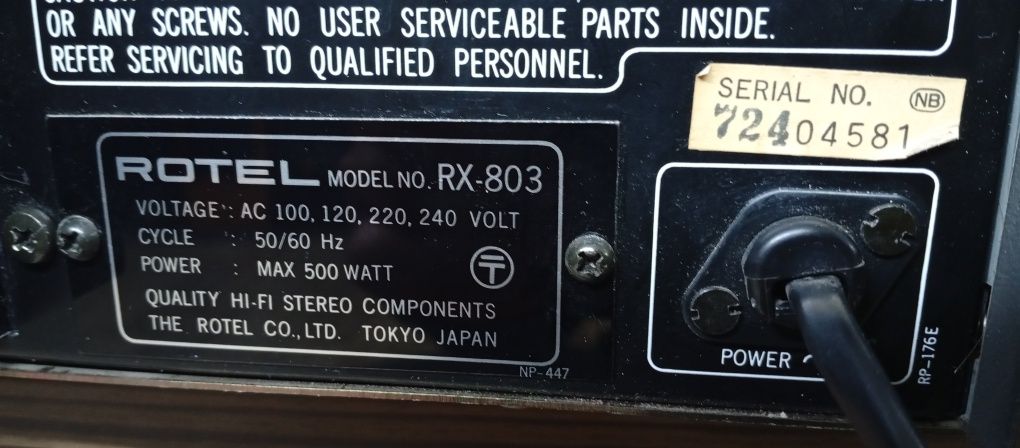 OR ANY SCREWS. NO USER SERVICEABLE PARTS INSIDE.
REFER SERVICING TO QUALIFIED PERSONNEL.
SERIAL NO. NB
72404581
ROTEL MODEL NO. RX-803
VOLTAGE : AC 100, 120, 220, 240 VOLT
CYCLE : 50/60 Hz
POWER : MAX 500 WATT
QUALITY HI-FI STEREO COMPONENTS
THE ROTEL CO., LTD. TOKYO JAPAN
NP-447
POWER
RP-176E